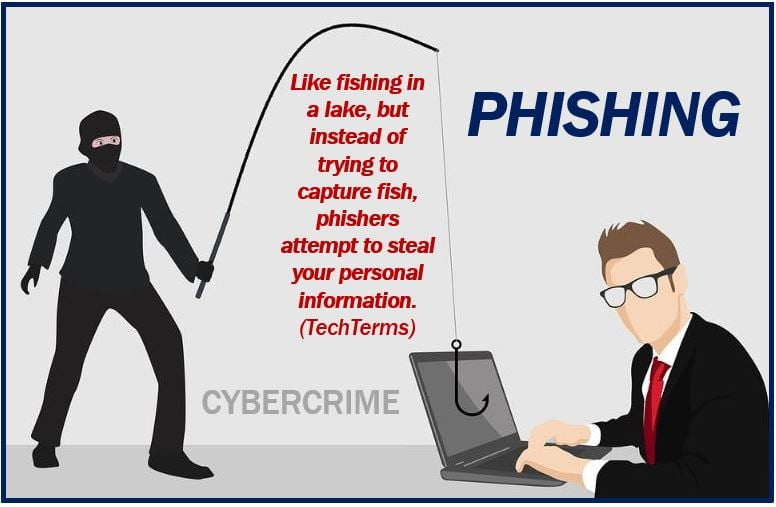 PHISHING
Like fishing in
a lake, but
instead of
trying to
capture fish,
phishers
attempt to steal
your personal
information.
(TechTerms)
CYBERCRIME